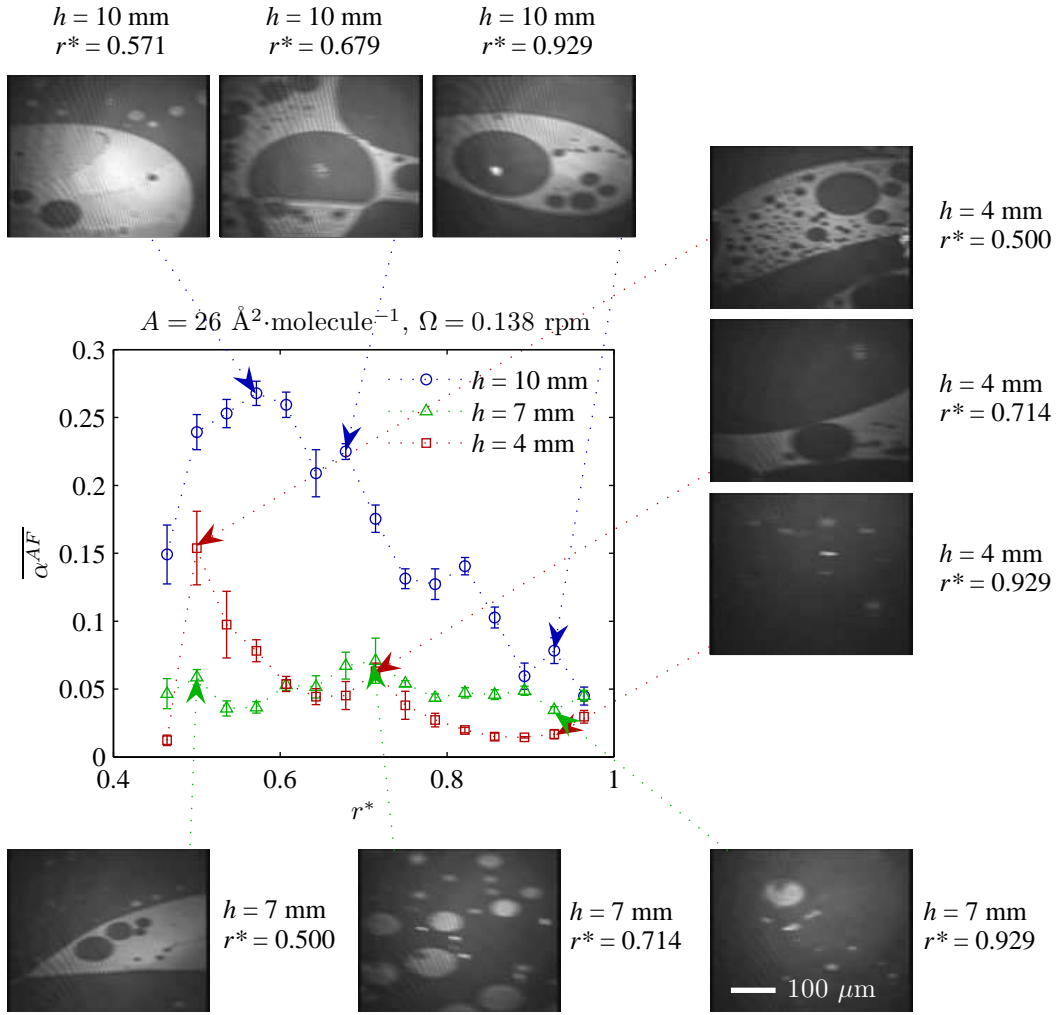 h = 10 mm
r* = 0.571
h = 10 mm
r* = 0.679
h = 10 mm
r* = 0.929
h = 4 mm
r* = 0.500
A = 26 Å²·molecule⁻¹, Ω = 0.138 rpm
0.3
0.25
0.2
0.15
0.1
0.05
0
0.4
0.6
0.8
1
h = 10 mm
h = 7 mm
h = 4 mm
α^{AF}
r*
h = 4 mm
r* = 0.714
h = 4 mm
r* = 0.929
h = 7 mm
r* = 0.500
h = 7 mm
r* = 0.714
h = 7 mm
r* = 0.929
100 μm